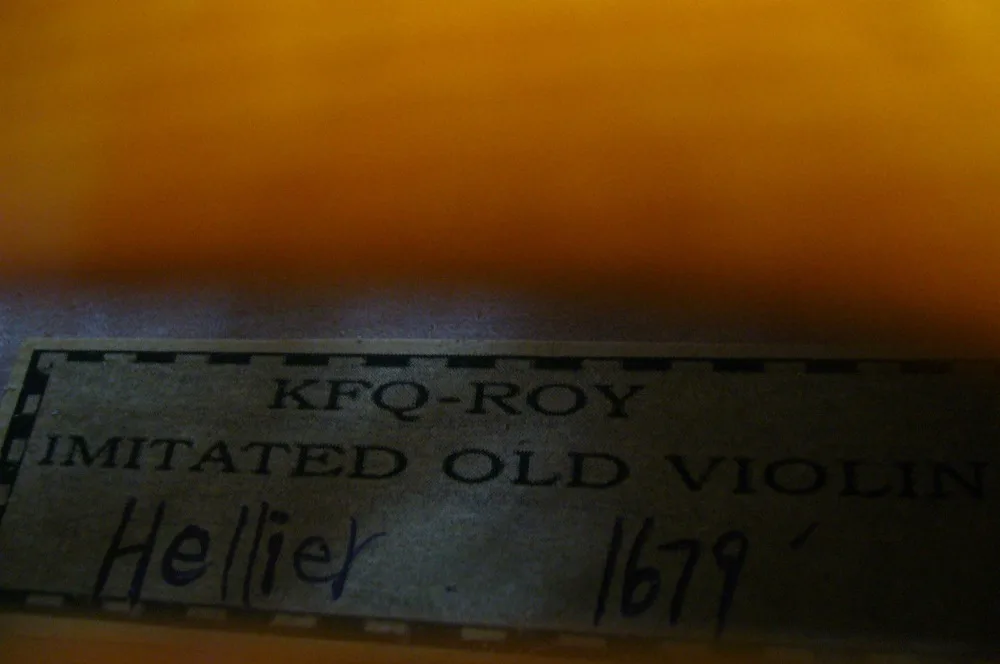 KFQ-ROY
IMITATED OLD VIOLIN
Hellier 1679